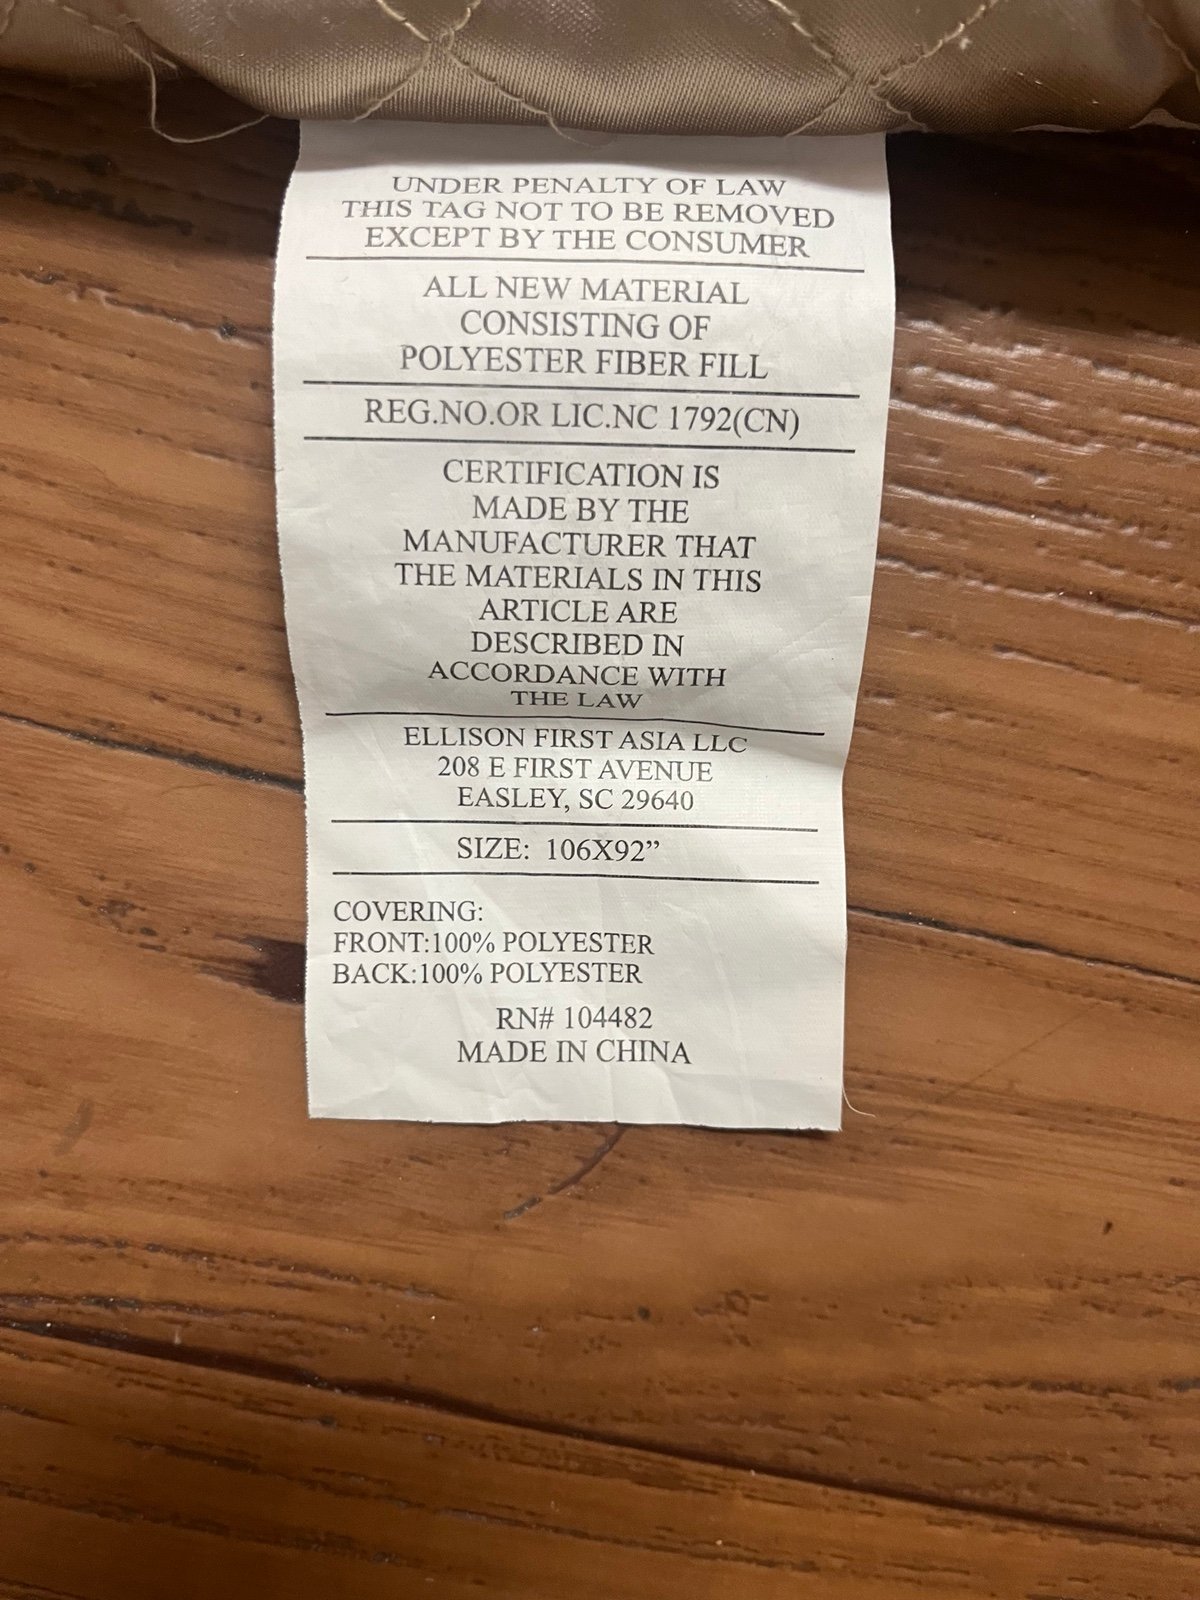 UNDER PENALTY OF LAW
THIS TAG NOT TO BE REMOVED
EXCEPT BY THE CONSUMER
ALL NEW MATERIAL
CONSISTING OF
POLYESTER FIBER FILL
REG.NO.OR LIC.NC 1792(CN)
CERTIFICATION IS
MADE BY THE
MANUFACTURER THAT
THE MATERIALS IN THIS
ARTICLE ARE
DESCRIBED IN
ACCORDANCE WITH
THE LAW
ELLISON FIRST ASIA LLC
208 E FIRST AVENUE
EASLEY, SC 29640
SIZE: 106X92”
COVERING:
FRONT:100% POLYESTER
BACK:100% POLYESTER
RN# 104482
MADE IN CHINA